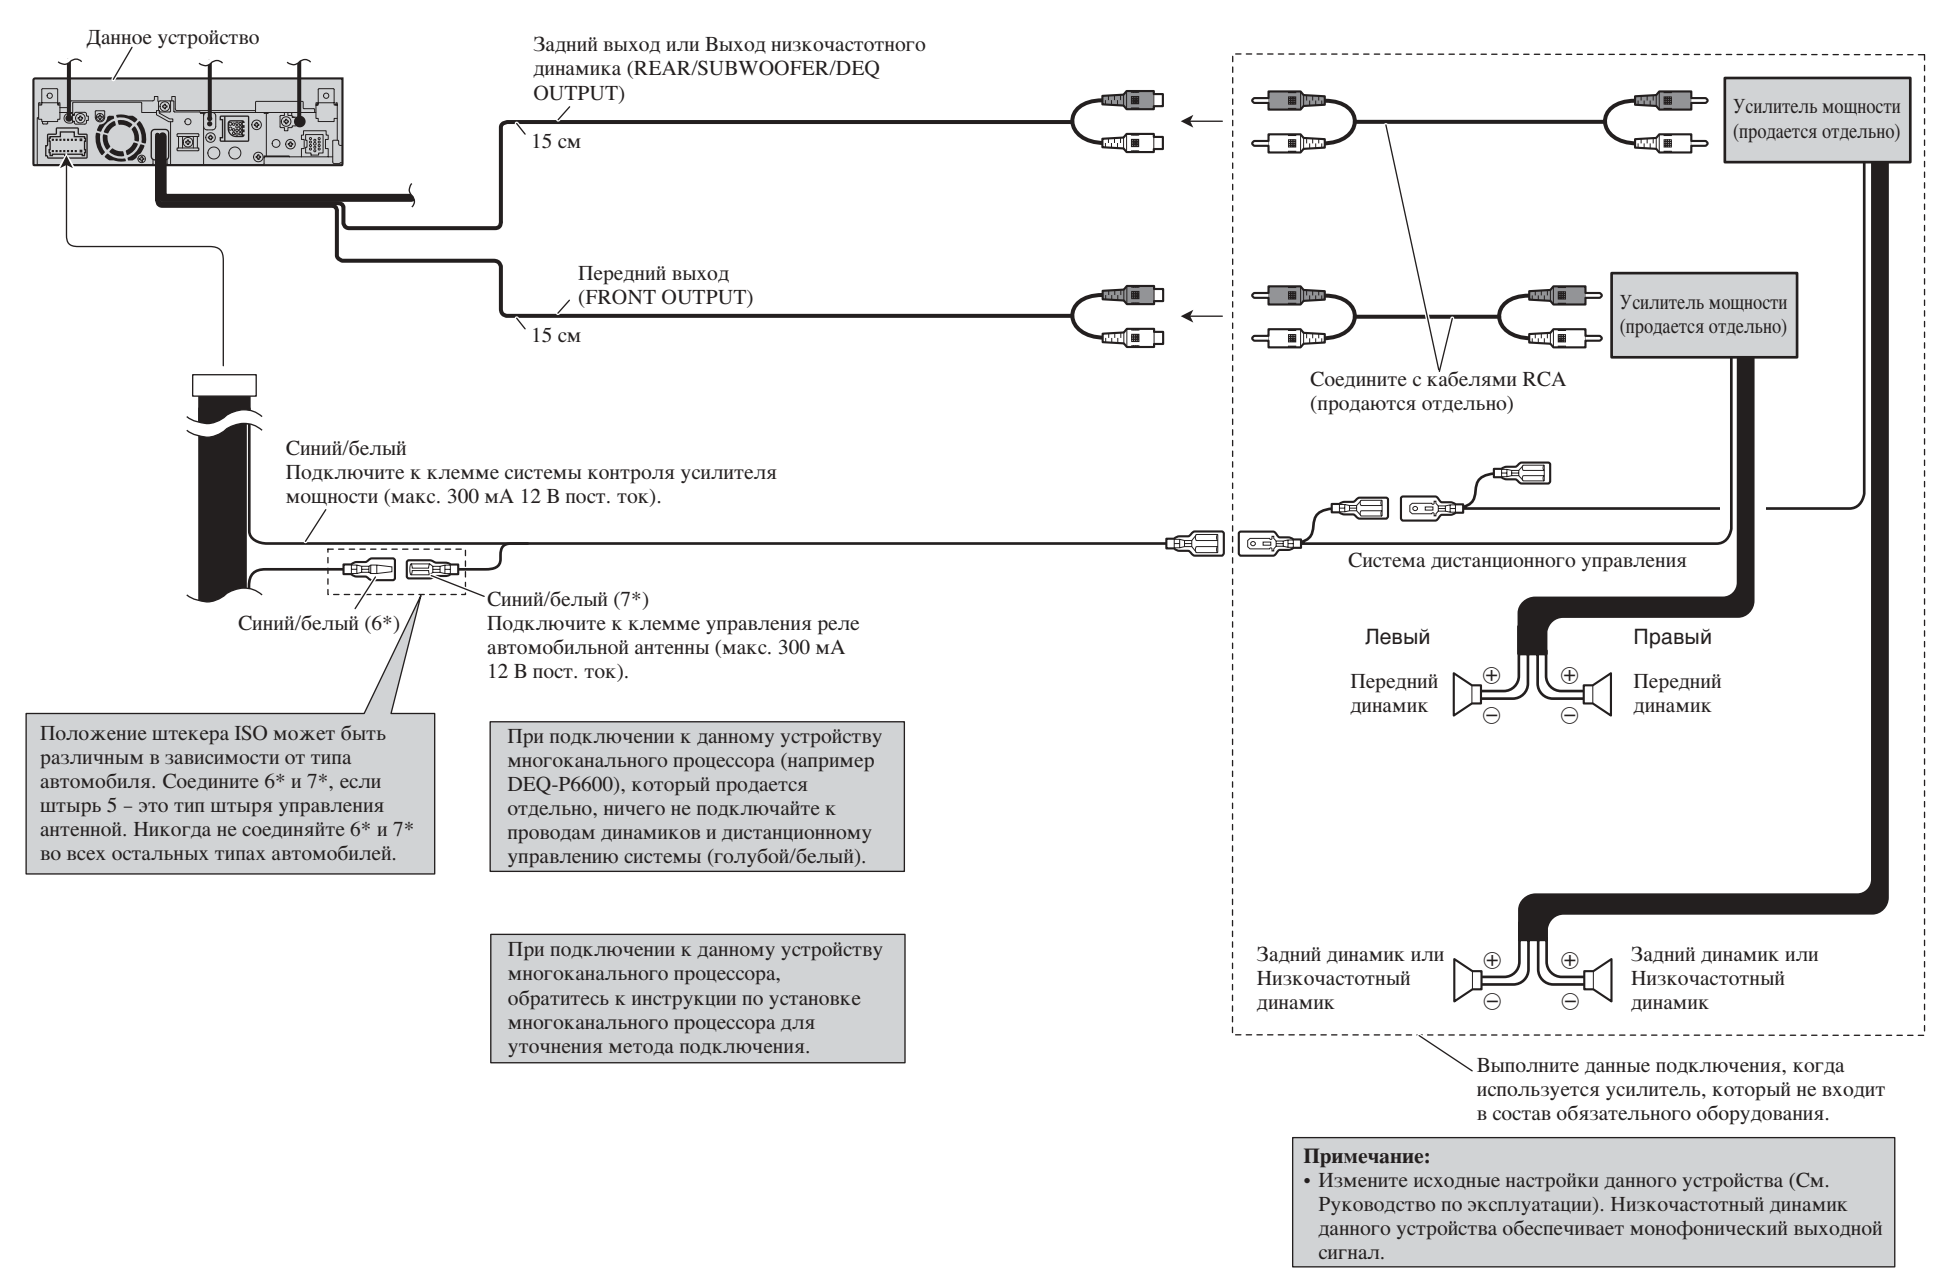 Данное устройство
Задний выход или Выход низкочастотного
динамика (REAR/SUBWOOFER/DEQ
OUTPUT)
15 см
Усилитель мощности
(продается отдельно)
Передний выход
(FRONT OUTPUT)
15 см
Усилитель мощности
(продается отдельно)
Соедините с кабелями RCA
(продаются отдельно)
Синий/белый
Подключите к клемме системы контроля усилителя
мощности (макс. 300 мА 12 В пост. ток).
Система дистанционного управления
Синий/белый (6*)
Синий/белый (7*)
Подключите к клемме управления реле
автомобильной антенны (макс. 300 мА
12 В пост. ток).
Левый
Правый
Передний
динамик
⊕
⊖
⊕
⊖
Передний
динамик
Положение штекера ISO может быть
различным в зависимости от типа
автомобиля. Соедините 6* и 7*, если
штырь 5 – это тип штыря управления
антенной. Никогда не соединяйте 6* и 7*
во всех остальных типах автомобилей.
При подключении к данному устройству
многоканального процессора (например
DEQ-P6600), который продается
отдельно, ничего не подключайте к
проводам динамиков и дистанционному
управлению системы (голубой/белый).
При подключении к данному устройству
многоканального процессора,
обратитесь к инструкции по установке
многоканального процессора для
уточнения метода подключения.
Задний динамик или
Низкочастотный
динамик
⊕
⊖
⊕
⊖
Задний динамик или
Низкочастотный
динамик
Выполните данные подключения, когда
используется усилитель, который не входит
в состав обязательного оборудования.
Примечание:
• Измените исходные настройки данного устройства (См.
Руководство по эксплуатации). Низкочастотный динамик
данного устройства обеспечивает монофонический выходной
сигнал.